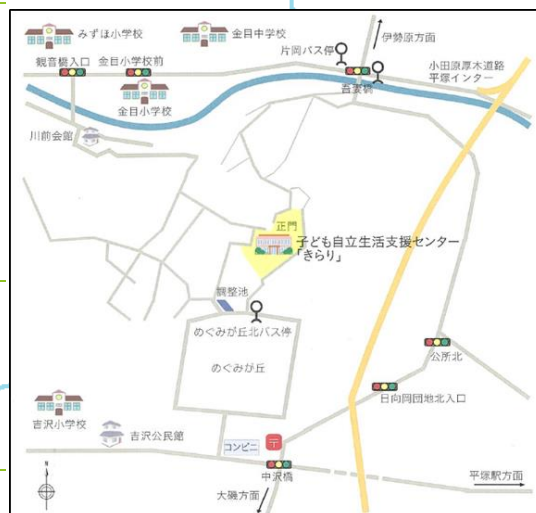 みずほ小学校
金目中学校
伊勢原方面
片岡バス停
観音橋入口
金目小学校前
小田原厚木道路
平塚インター
吾妻橋
金目小学校
川前会館
正門
子ども自立生活支援センター
「きらり」
調整池
めぐみが丘北バス停
公所北
めぐみが丘
日向岡団地北入口
吉沢小学校
吉沢公民館
コンビニ
〒
中沢橋
平塚駅方面
大磯方面
N